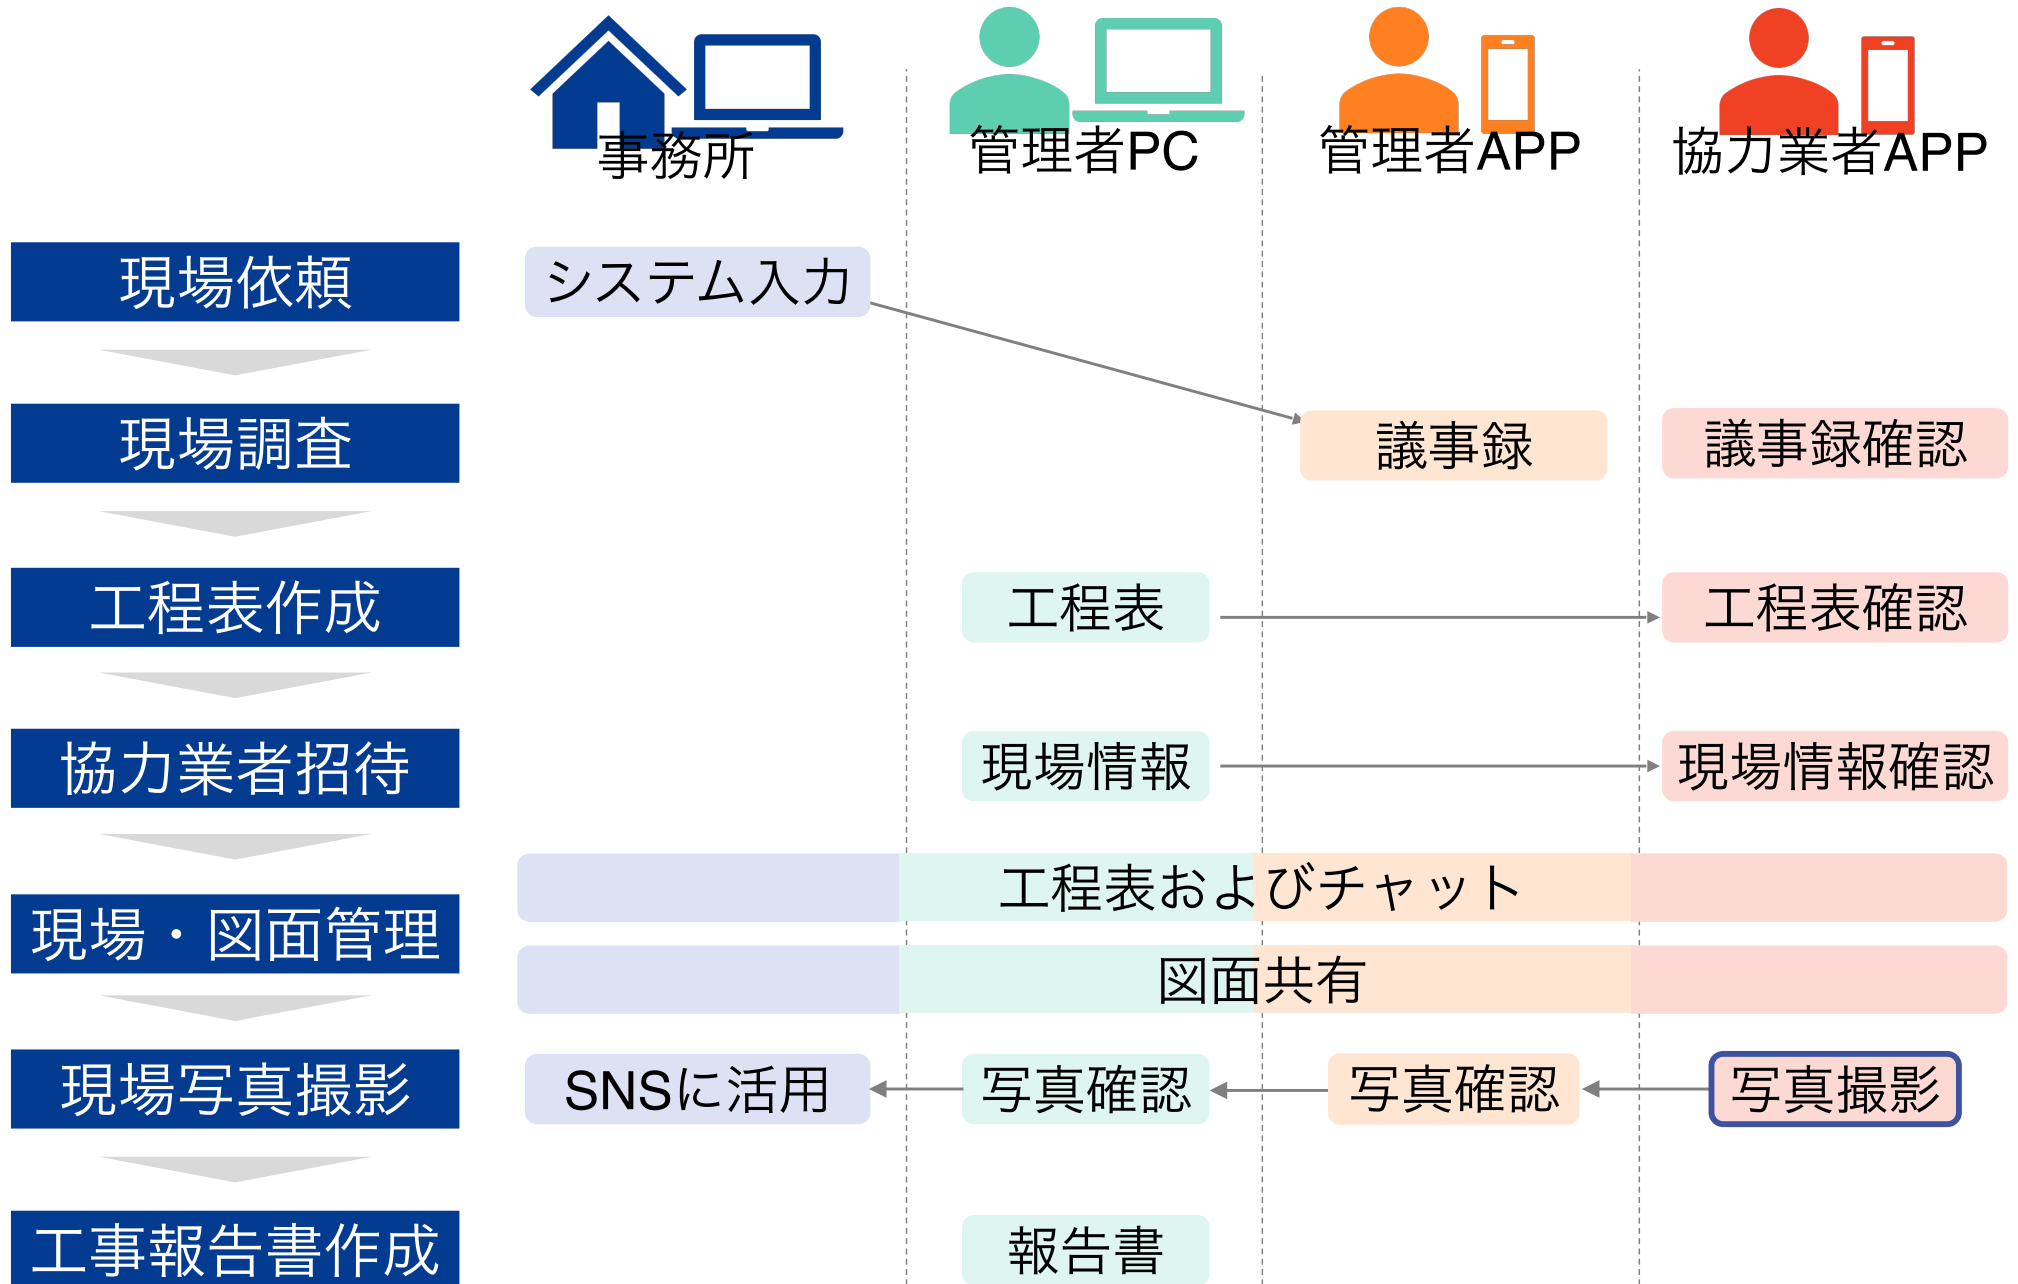 事務所
管理者PC
管理者APP
協力業者APP
現場依頼
システム入力
現場調査
議事録
議事録確認
工程表作成
工程表
工程表確認
協力業者招待
現場情報
現場情報確認
工程表およびチャット
現場・図面管理
図面共有
現場写真撮影
SNSに活用
写真確認
写真確認
写真撮影
工事報告書作成
報告書